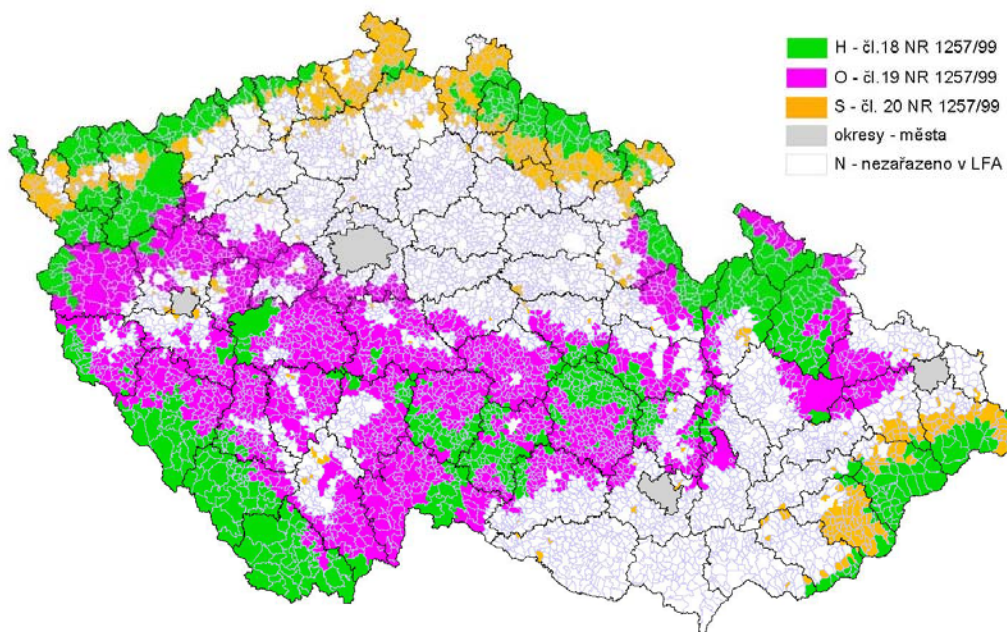 H - čl.18 NR 1257/99
O - čl.19 NR 1257/99
S - čl. 20 NR 1257/99
okresy - města
N - nezařazeno v LFA